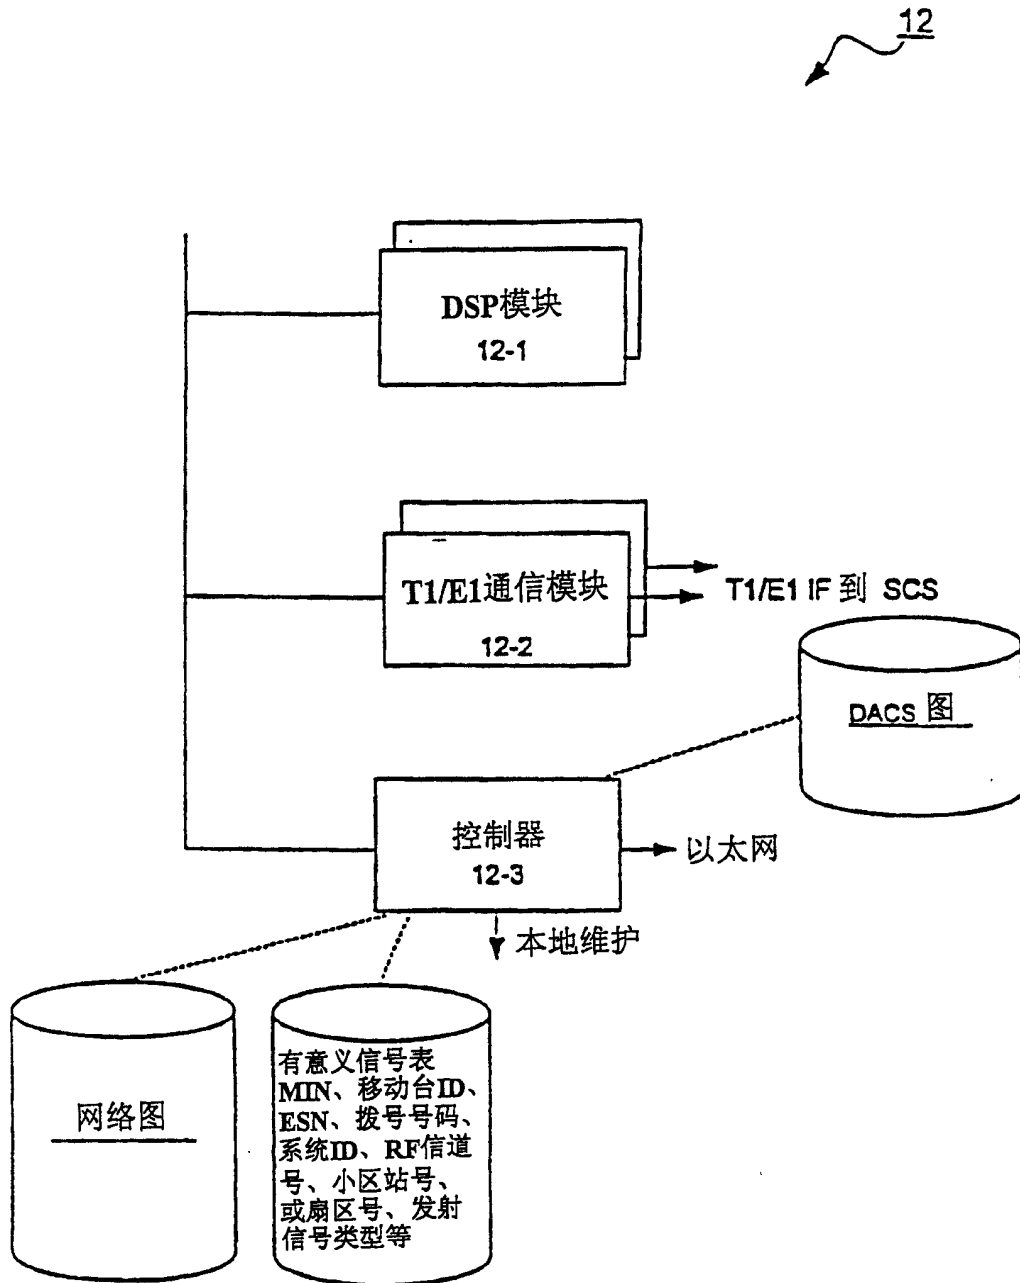 12
DSP模块
12-1
T1/E1通信模块
12-2
T1/E1 IF 到 SCS
DACS 图
控制器
12-3
以太网
本地维护
网络图
有意义信号表
MIN、移动台ID、
ESN、拨号号码、
系统ID、RF信道
号、小区站号、
或扇区号、发射
信号类型等